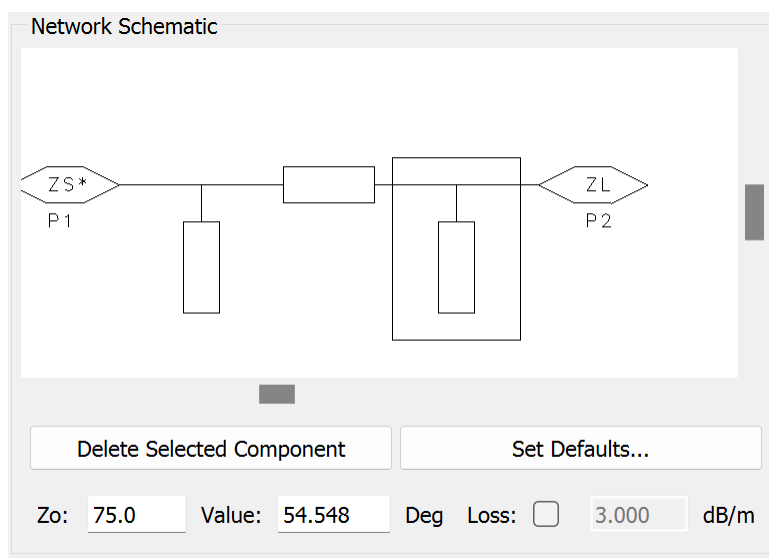 Network Schematic
ZS* ZL
P1 P2
Delete Selected Component Set Defaults...
Zo: 75.0 Value: 54.548 Deg Loss: 3.000 dB/m